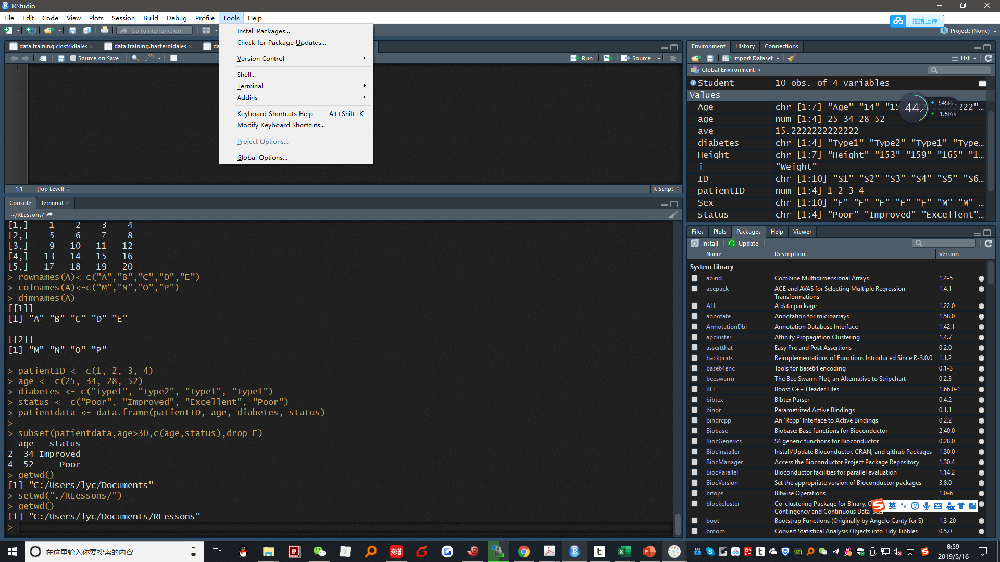 RStudio
File Edit Code View Plots Session Build Debug Profile Tools Help
拖拽上传
Go to file/function
Project: (None)
Install Packages...
Check for Package Updates...
Version Control
Shell...
Terminal
Addins
Keyboard Shortcuts Help Alt+Shift+K
Modify Keyboard Shortcuts...
Project Options...
Global Options...
data.training.clostridiales
data.training.bacteroidales
Source on Save
Run
Source
1
1:1 (Top Level) R Script
Console Terminal
~/RLessons/
[1,] 1 2 3 4
[2,] 5 6 7 8
[3,] 9 10 11 12
[4,] 13 14 15 16
[5,] 17 18 19 20
> rownames(A)<-c("A","B","C","D","E")
> colnames(A)<-c("M","N","O","P")
> dimnames(A)
[[1]]
[1] "A" "B" "C" "D" "E"
[[2]]
[1] "M" "N" "O" "P"
> patientID <- c(1, 2, 3, 4)
> age <- c(25, 34, 28, 52)
> diabetes <- c("Type1", "Type2", "Type1", "Type1")
> status <- c("Poor", "Improved", "Excellent", "Poor")
> patientdata <- data.frame(patientID, age, diabetes, status)
>
> subset(patientdata,age>30,c(age,status),drop=F)
age status
2 34 Improved
4 52 Poor
> getwd()
[1] "C:/Users/lyc/Documents"
> setwd("./RLessons/")
> getwd()
[1] "C:/Users/lyc/Documents/RLessons"
>
Environment History Connections
Import Dataset
List
Global Environment
Student 10 obs. of 4 variables
Values
Age chr [1:7] "Age" "14" "15.
age num [1:4] 25 34 28 52
ave 15.2222222222222
diabetes chr [1:4] "Type1" "Type2" "Type1" "Type...
Height chr [1:7] "Height" "153" "159" "165" "1...
i "Weight"
ID chr [1:10] "S1" "S2" "S3" "S4" "S5" "S6...
patientID num [1:4] 1 2 3 4
Sex chr [1:10] "F" "F" "F" "F" "F" "M" "M" ...
status chr [1:4] "Poor" "Improved" "Excellent"...
44%
545K/s
1.5K/s
Files Plots Packages Help Viewer
Install Update
Name Description Version
System Library
abind Combine Multidimensional Arrays 1.4-5
acepack ACE and AVAS for Selecting Multiple Regression Transformations 1.4.1
ALL A data package 1.22.0
annotate Annotation for microarrays 1.58.0
AnnotationDbi Annotation Database Interface 1.42.1
apcluster Affinity Propagation Clustering 1.4.7
assertthat Easy Pre and Post Assertions 0.2.0
backports Reimplementations of Functions Introduced Since R-3.0.0 1.1.2
base64enc Tools for base64 encoding 0.1-3
beeswarm The Bee Swarm Plot, an Alternative to Stripchart 0.2.3
BH Boost C++ Header Files 1.66.0-1
bibtex Bibtex Parser 0.4.2
bindr Parametrized Active Bindings 0.1.1
bindrcpp An 'Rcpp' Interface to Active Bindings 0.2.2
Biobase Biobase: Base functions for Bioconductor 2.40.0
BiocGenerics S4 generic functions for Bioconductor 0.28.0
BiocInstaller Install/Update Bioconductor, CRAN, and github Packages 1.30.0
BiocManager Access the Bioconductor Project Package Repository 1.30.4
BiocParallel Bioconductor facilities for parallel evaluation 1.14.2
BiocVersion Set the appropriate version of Bioconductor packages 3.8.0
bitops Bitwise Operations 1.0-6
blockcluster Co-clustering Package for Binary, Contingency and Continuous Data-Sets
英
boot Bootstrap Functions (Originally by Angelo Canty for S) 1.3-20
broom Convert Statistical Analysis Objects into Tidy Tibbles 0.5.0
在这里输入你要搜索的内容
有道
英
8:59
2019/5/16